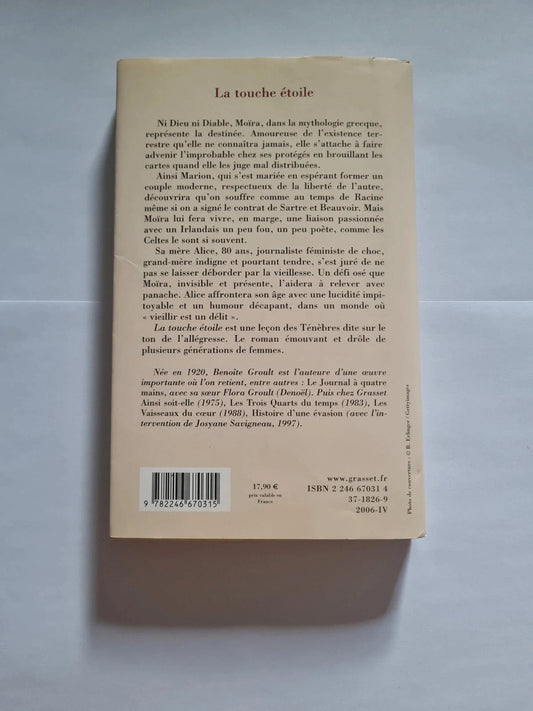 La touche étoile
Ni Dieu ni Diable, Moïra, dans la mythologie grecque,
représente la destinée. Amoureuse de l'existence ter-
restre qu'elle ne connaîtra jamais, elle s'attache à faire
advenir l'improbable chez ses protégés en brouillant les
cartes quand elle les juge mal distribuées.
Ainsi Marion, qui s'est mariée en espérant former un
couple moderne, respectueux de la liberté de l'autre,
découvrira qu'on souffre comme au temps de Racine
même si on a signé le contrat de Sartre et Beauvoir. Mais
Moïra lui fera vivre, en marge, une liaison passionnée
avec un Irlandais un peu fou, un peu poète, comme les
Celtes le sont si souvent.
Sa mère Alice, 80 ans, journaliste féministe de choc,
grand-mère indigne et pourtant tendre, s'est juré de ne
pas se laisser déborder par la vieillesse. Un défi osé que
Moïra, invisible et présente, l'aidera à relever avec
panache. Alice affrontera son âge avec une lucidité impi-
toyable et un humour décapant, dans un monde où
« vieillir est un délit ».
La touche étoile est une leçon des Ténèbres dite sur le
ton de l'allégresse. Le roman émouvant et drôle de
plusieurs générations de femmes.
Née en 1920, Benoîte Groult est l'auteure d'une œuvre
importante où l'on retient, entre autres : Le Journal à quatre
mains, avec sa sœur Flora Groult (Denoël). Puis chez Grasset
Ainsi soit-elle (1975), Les Trois Quarts du temps (1983), Les
Vaisseaux du cœur (1988), Histoire d'une évasion (avec l'in-
tervention de Josyane Savigneau, 1997).
9 782246 670315
17,90 €
prix valable en
France
www.grasset.fr
ISBN 2 246 67031 4
37-1826-9
2006-IV
Photo de couverture : © B. Erlinger / Gettyimages